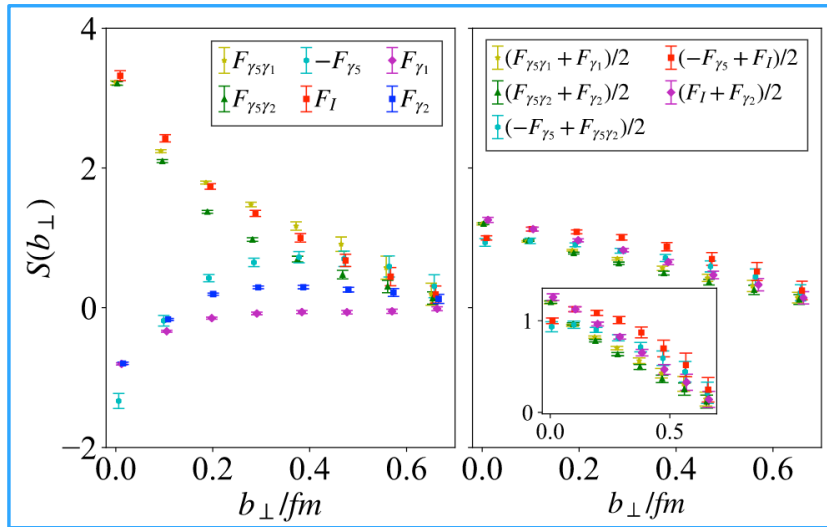 4
2
0
−2
S(b⊥)
0.0 0.2 0.4 0.6
b⊥/fm
F_{γ5γ1} −F_{γ5} F_{γ1}
F_{γ5γ2} F_I F_{γ2}
(F_{γ5γ1} + F_{γ1})/2 (−F_{γ5} + F_I)/2
(F_{γ5γ2} + F_{γ2})/2 (F_I + F_{γ2})/2
(−F_{γ5} + F_{γ5γ2})/2
1
0
0.0 0.5
0.0 0.2 0.4 0.6
b⊥/fm